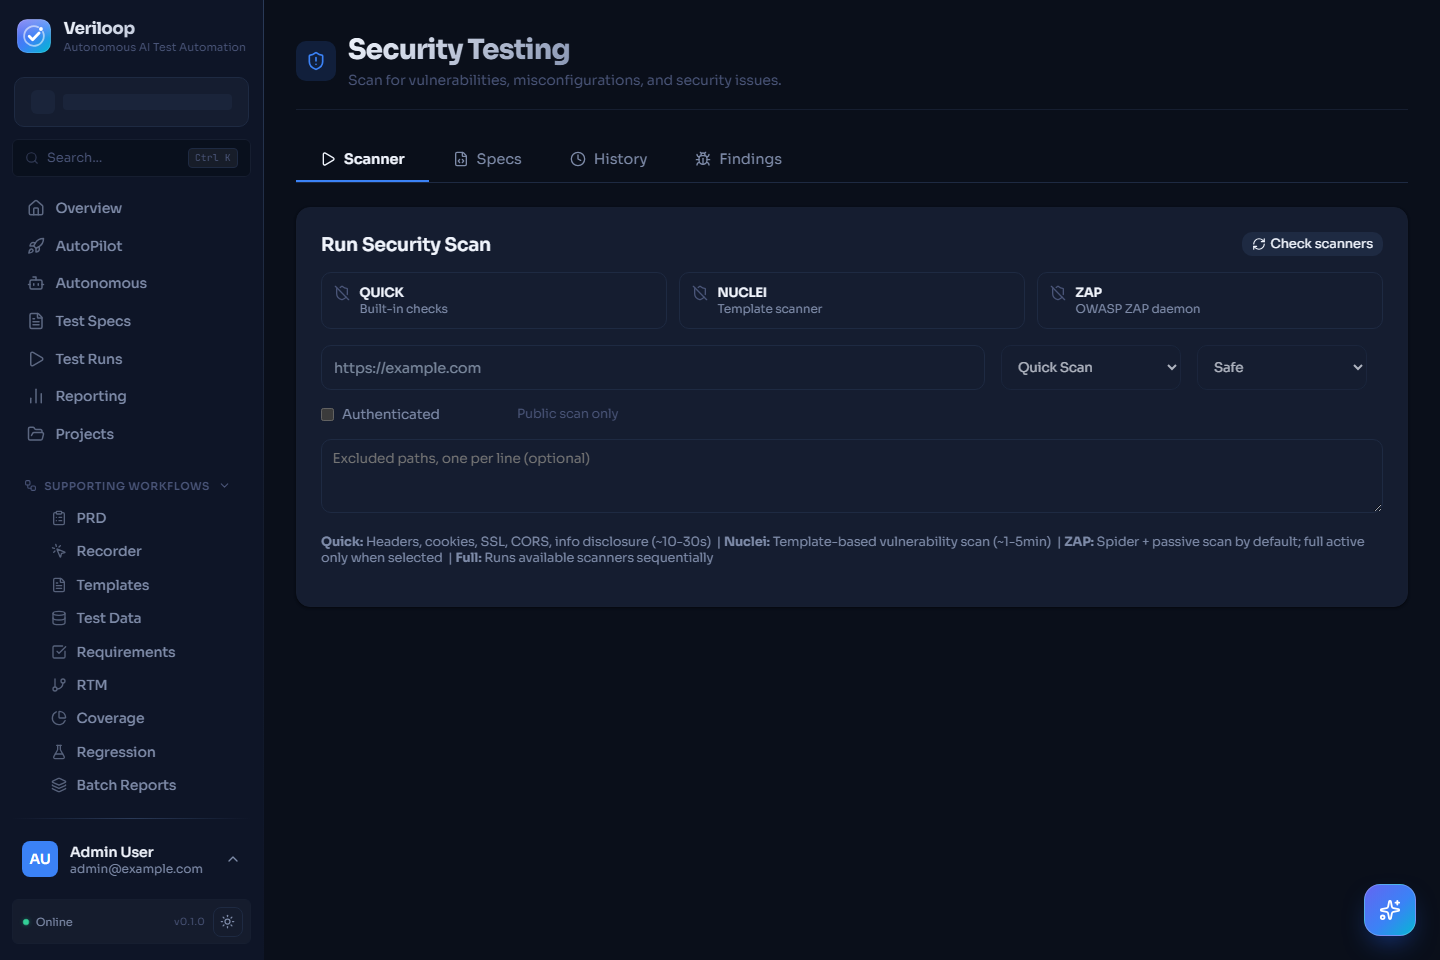 Veriloop
Autonomous AI Test Automation
Search...
Ctrl K
Overview
AutoPilot
Autonomous
Test Specs
Test Runs
Reporting
Projects
SUPPORTING WORKFLOWS
PRD
Recorder
Templates
Test Data
Requirements
RTM
Coverage
Regression
Batch Reports
AU
Admin User
admin@example.com
Online
v0.1.0
Security Testing
Scan for vulnerabilities, misconfigurations, and security issues.
Scanner
Specs
History
Findings
Run Security Scan
Check scanners
QUICK
Built-in checks
NUCLEI
Template scanner
ZAP
OWASP ZAP daemon
https://example.com
Quick Scan
Safe
Authenticated
Public scan only
Excluded paths, one per line (optional)
Quick: Headers, cookies, SSL, CORS, info disclosure (~10-30s) | Nuclei: Template-based vulnerability scan (~1-5min) | ZAP: Spider + passive scan by default; full active
only when selected | Full: Runs available scanners sequentially